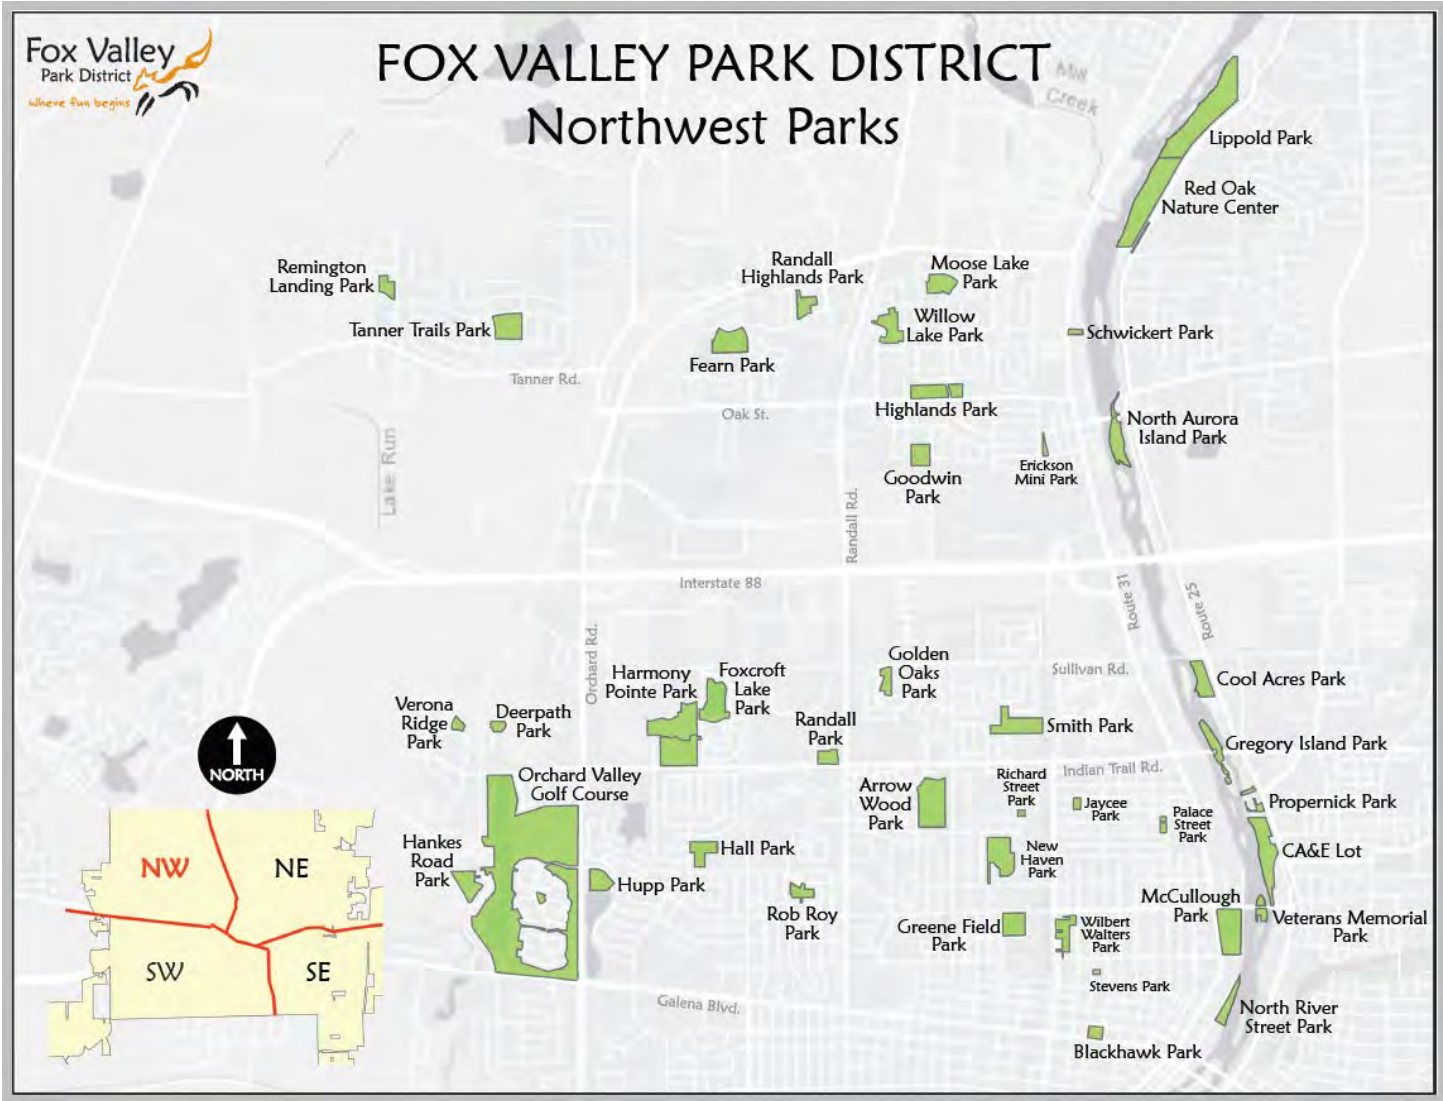 Fox Valley
Park District
where fun begins
FOX VALLEY PARK DISTRICT
Northwest Parks
Mill
Creek
Lippold Park
Red Oak
Nature Center
Remington
Landing Park
Tanner Trails Park
Randall
Highlands Park
Moose Lake
Park
Willow
Lake Park
Schwickert Park
Fearn Park
Tanner Rd.
Oak St.
Highlands Park
North Aurora
Island Park
Lake Run
Goodwin
Park
Erickson
Mini Park
Randall Rd.
Interstate 88
Route 31
Route 25
Orchard Rd.
Harmony
Pointe Park
Foxcroft
Lake
Park
Golden
Oaks
Park
Sullivan Rd.
Cool Acres Park
Verona
Ridge
Park
Deerpath
Park
Randall
Park
Smith Park
Gregory Island Park
NORTH
Orchard Valley
Golf Course
Arrow
Wood
Park
Richard
Street
Park
Indian Trail Rd.
Jaycee
Park
Palace
Street
Park
Propernick Park
Hankes
Road
Park
Hall Park
New
Haven
Park
CA&E Lot
Hupp Park
Rob Roy
Park
Greene Field
Park
Wilbert
Walters
Park
McCullough
Park
Veterans Memorial
Park
Stevens Park
Galena Blvd.
North River
Street Park
Blackhawk Park
NW
NE
SW
SE